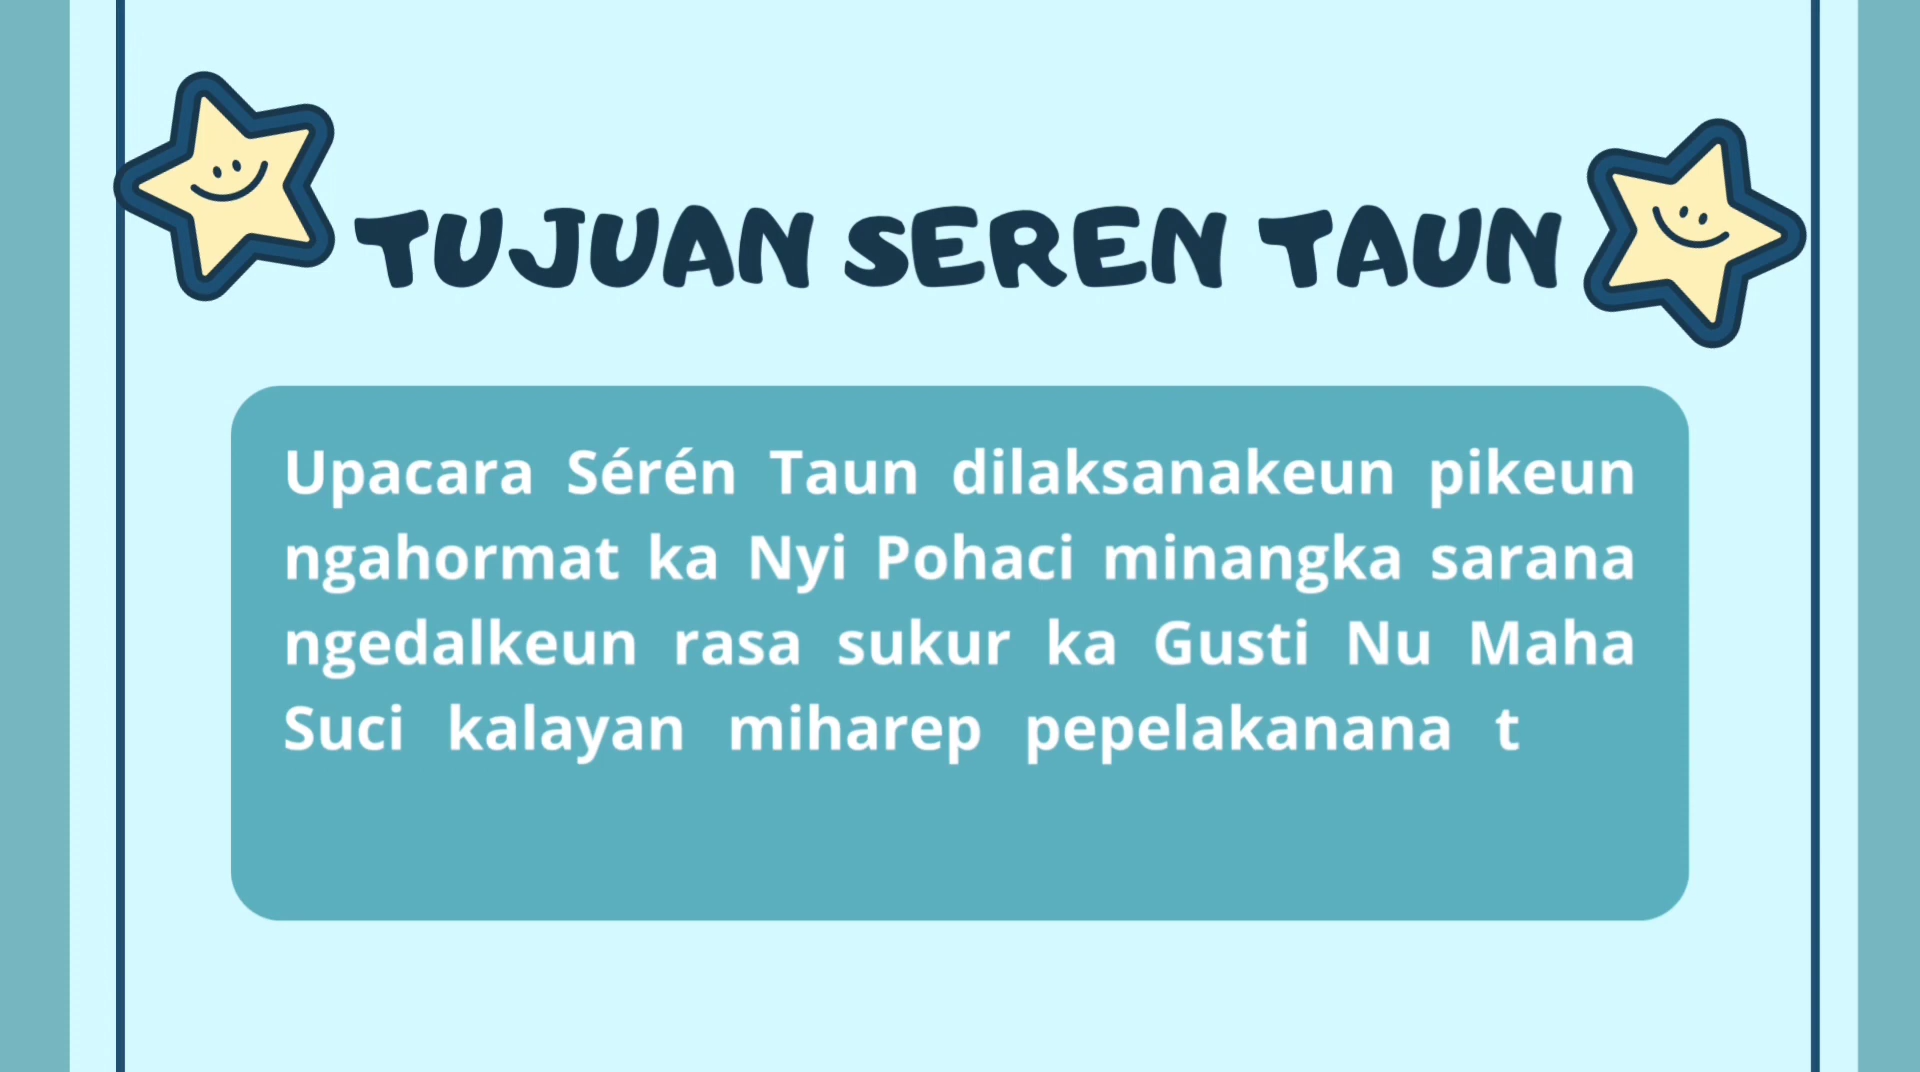 TUJUAN SEREN TAUN
Upacara Sérén Taun dilaksanakeun pikeun
ngahormat ka Nyi Pohaci minangka sarana
ngedalkeun rasa sukur ka Gusti Nu Maha
Suci kalayan miharep pepelakanana t